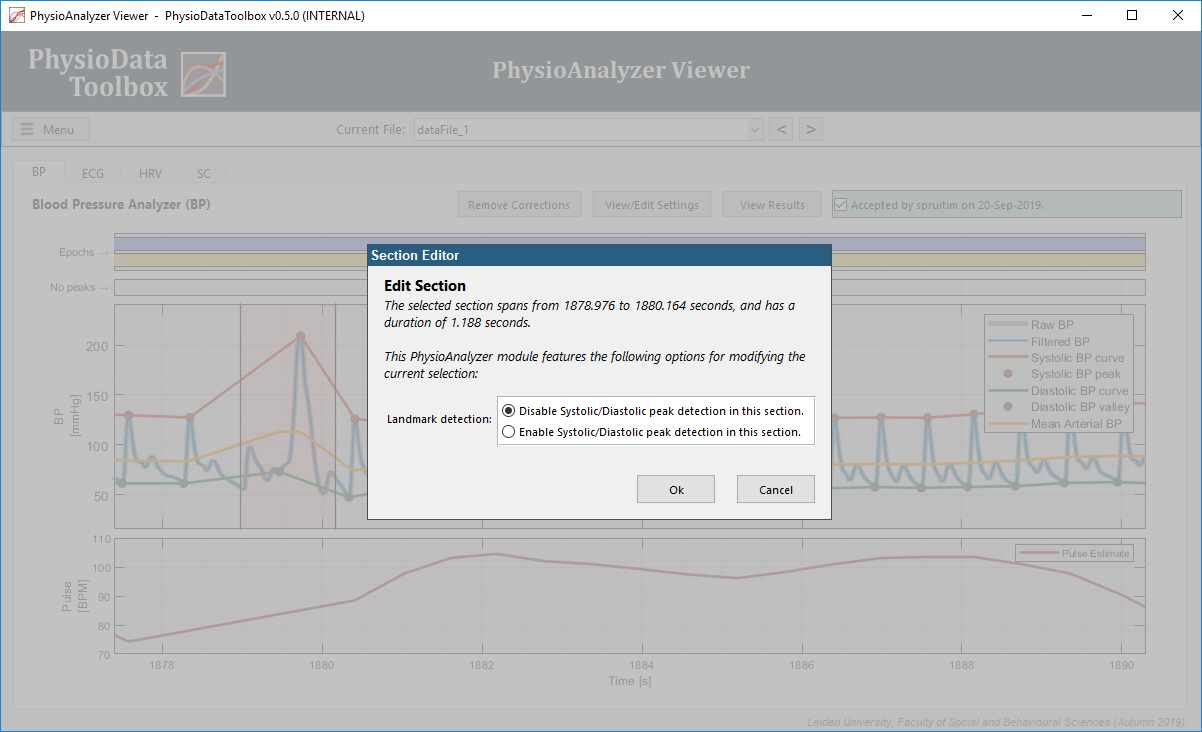 PhysioAnalyzer Viewer - PhysioDataToolbox v0.5.0 (INTERNAL)
PhysioData
Toolbox
PhysioAnalyzer Viewer
Menu
Current File:
dataFile_1
<
>
BP
ECG
HRV
SC
Blood Pressure Analyzer (BP)
Remove Corrections
View/Edit Settings
View Results
Accepted by spruitim on 20-Sep-2019.
Epochs →
No peaks →
Section Editor
Edit Section
The selected section spans from 1878.976 to 1880.164 seconds, and has a
duration of 1.188 seconds.
This PhysioAnalyzer module features the following options for modifying the
current selection:
Landmark detection:
Disable Systolic/Diastolic peak detection in this section.
Enable Systolic/Diastolic peak detection in this section.
Ok
Cancel
BP
[mmHg]
200
150
100
50
Raw BP
Filtered BP
Systolic BP curve
Systolic BP peak
Diastolic BP curve
Diastolic BP valley
Mean Arterial BP
Pulse
[BPM]
110
100
90
80
70
Pulse Estimate
1878
1880
1882
1884
1886
1888
1890
Time [s]
Leiden University, Faculty of Social and Behavioural Sciences (Autumn 2019).